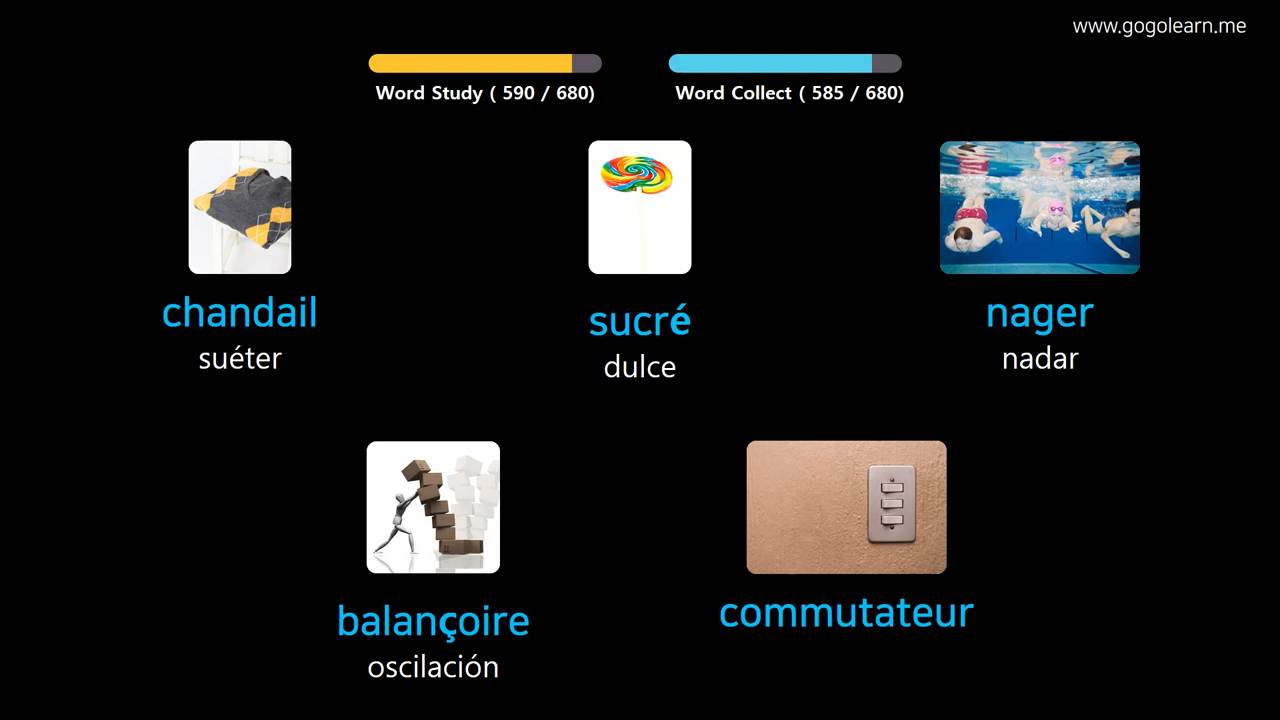 www.gogolearn.me
Word Study ( 590 / 680)
Word Collect ( 585 / 680)
chandail
suéter
sucré
dulce
nager
nadar
balançoire
oscilación
commutateur